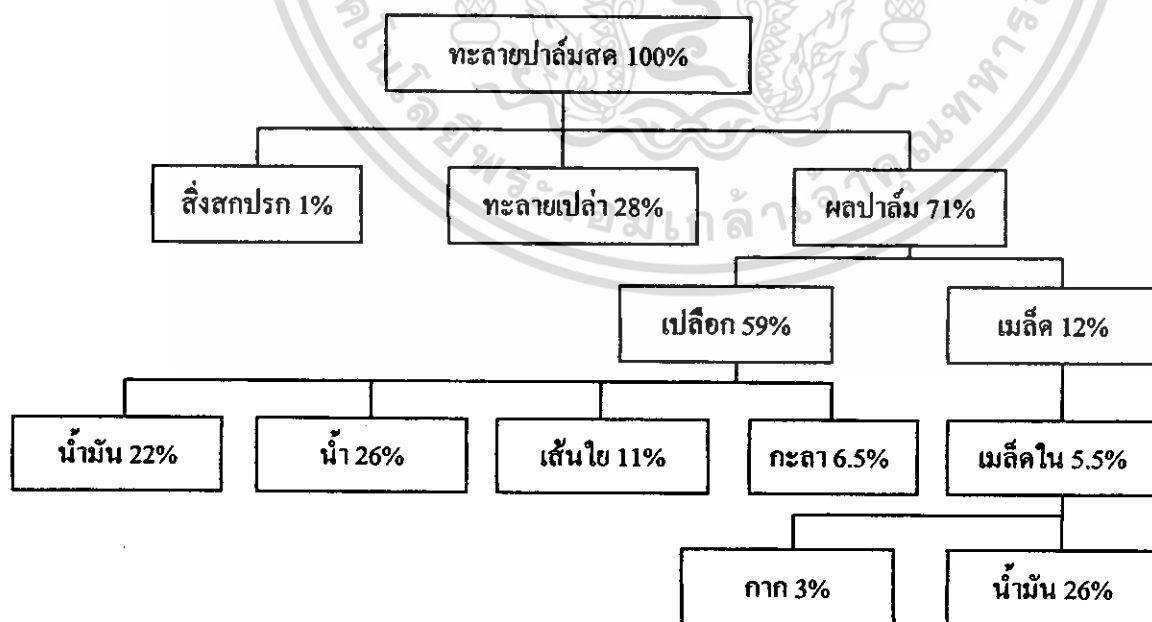 ทะลายปาล์มสด 100%
สิ่งสกปรก 1%
ทะลายเปล่า 28%
ผลปาล์ม 71%
เปลือก 59%
เมล็ด 12%
น้ำมัน 22%
น้ำ 26%
เส้นใย 11%
กะลา 6.5%
เมล็ดใน 5.5%
กาก 3%
น้ำมัน 26%